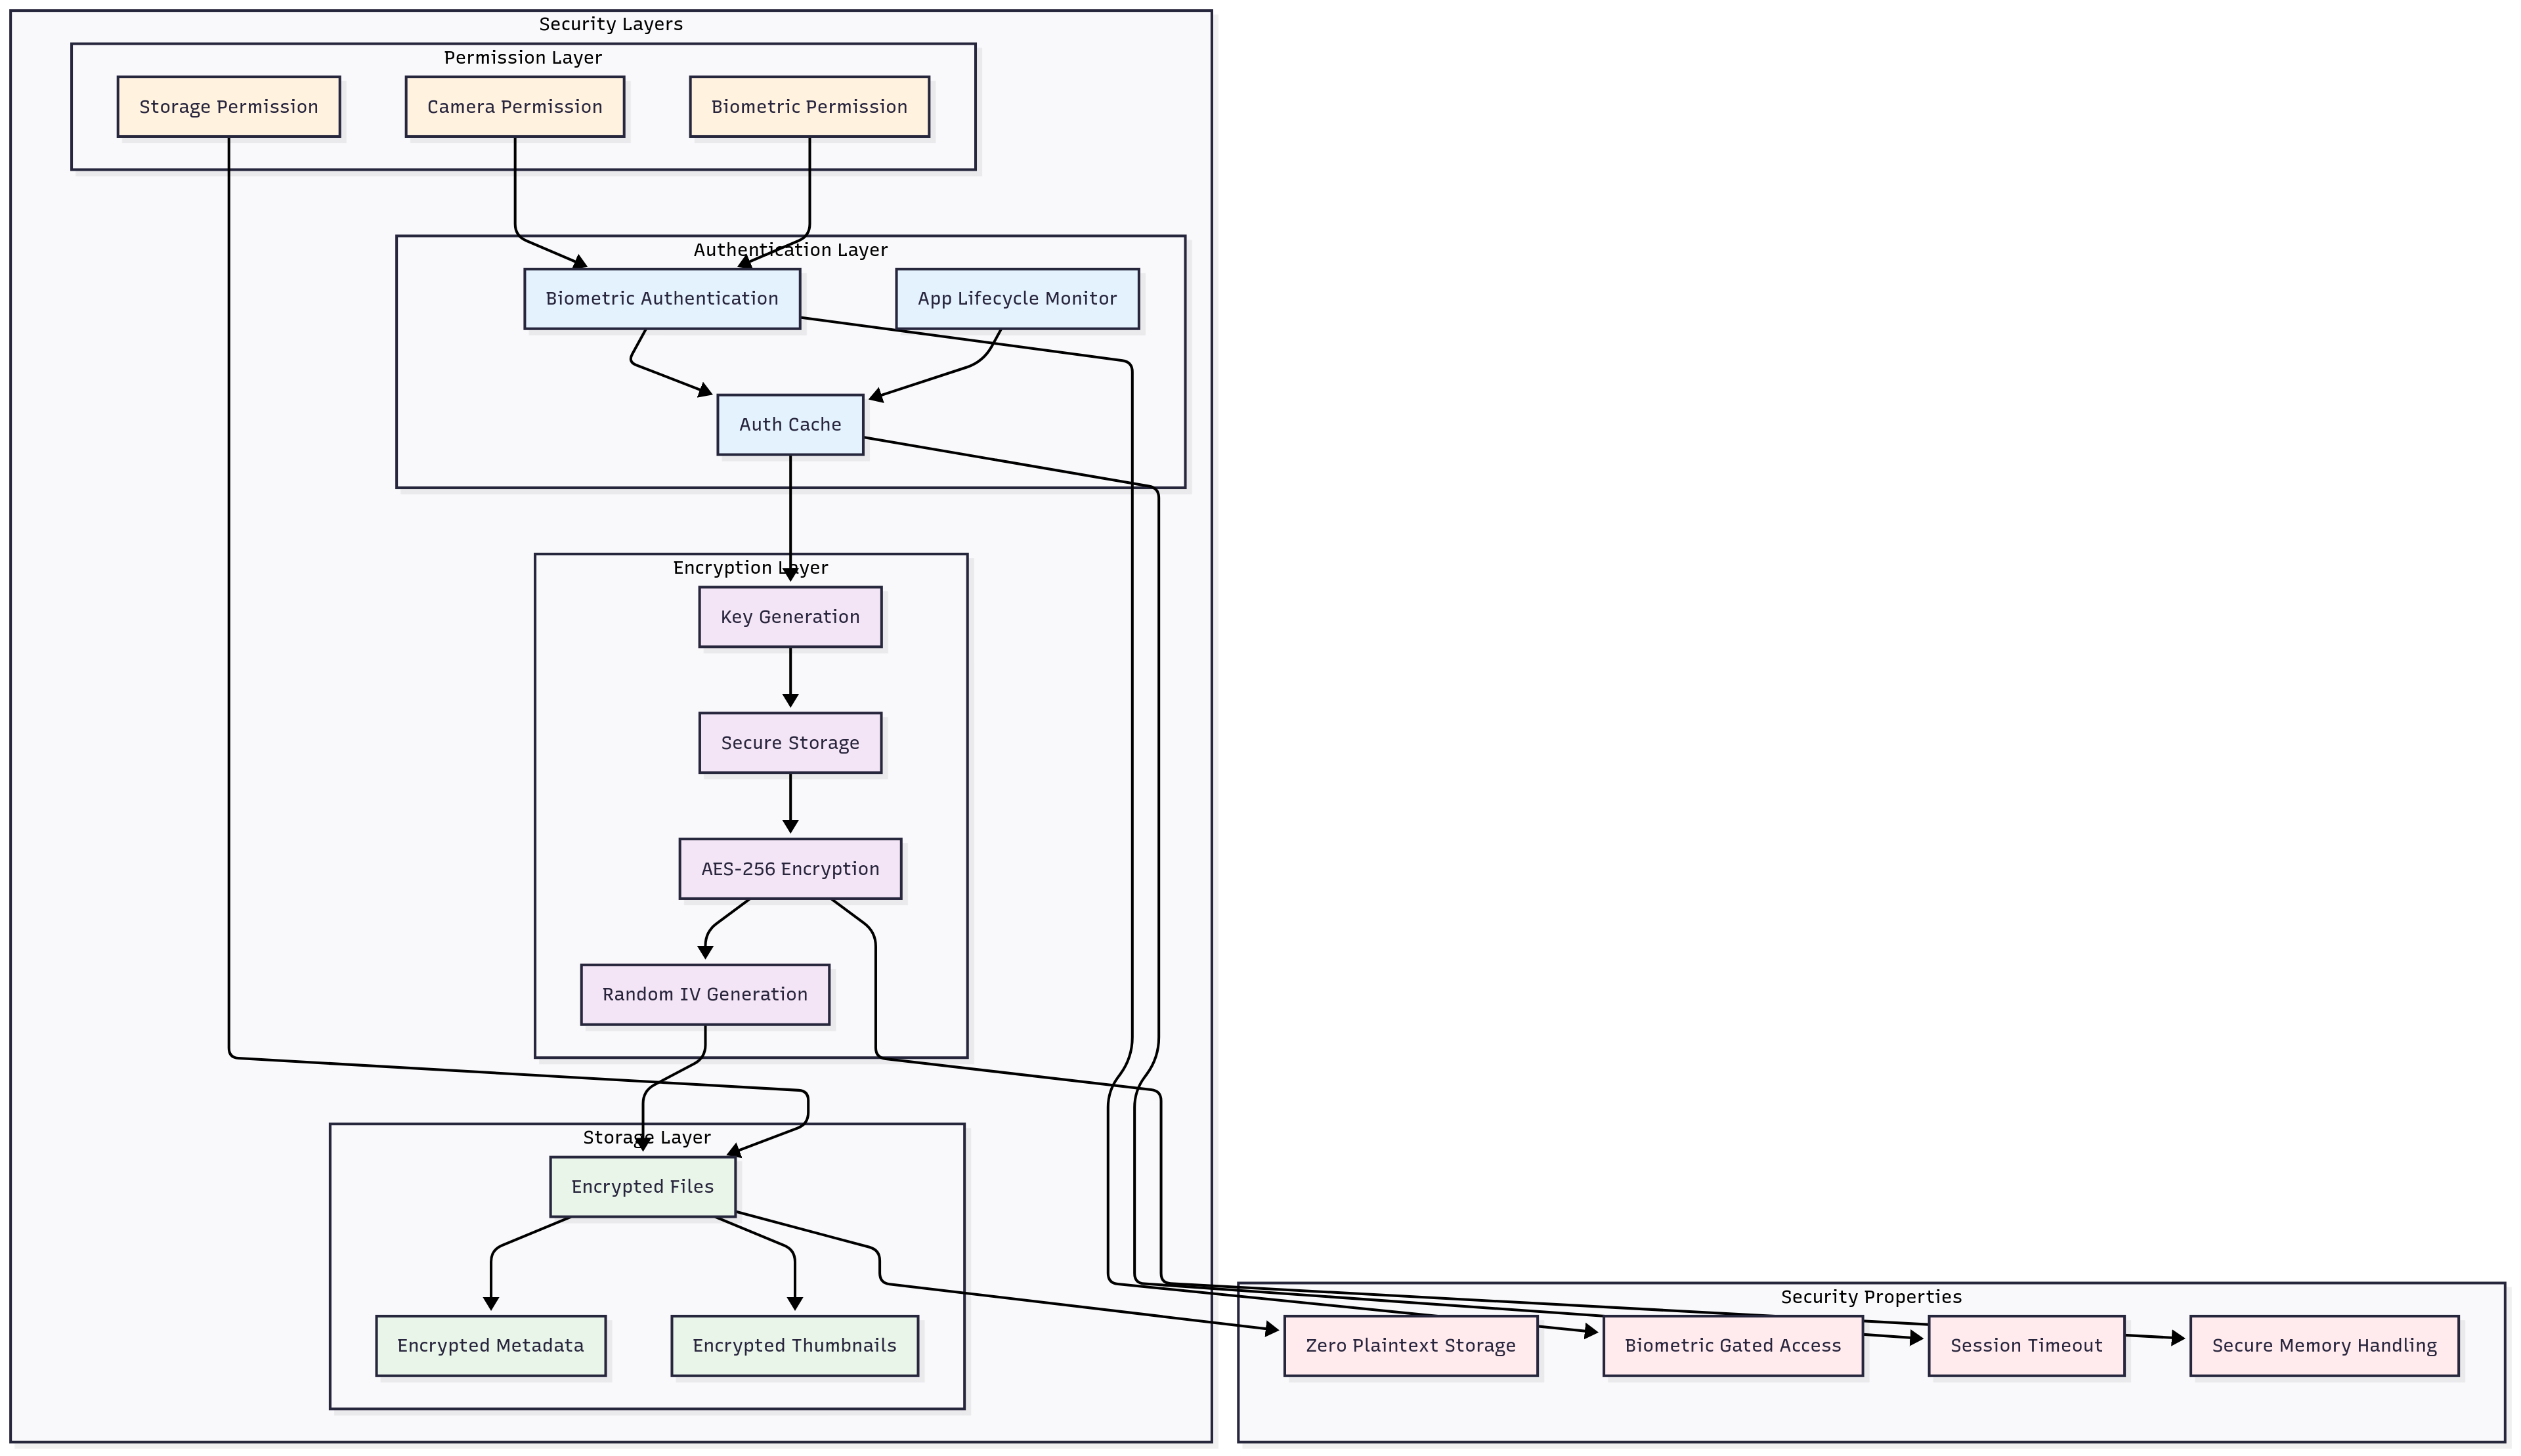 Security Layers
Permission Layer
Storage Permission
Camera Permission
Biometric Permission
Authentication Layer
Biometric Authentication
App Lifecycle Monitor
Auth Cache
Encryption Layer
Key Generation
Secure Storage
AES-256 Encryption
Random IV Generation
Storage Layer
Encrypted Files
Encrypted Metadata
Encrypted Thumbnails
Security Properties
Zero Plaintext Storage
Biometric Gated Access
Session Timeout
Secure Memory Handling